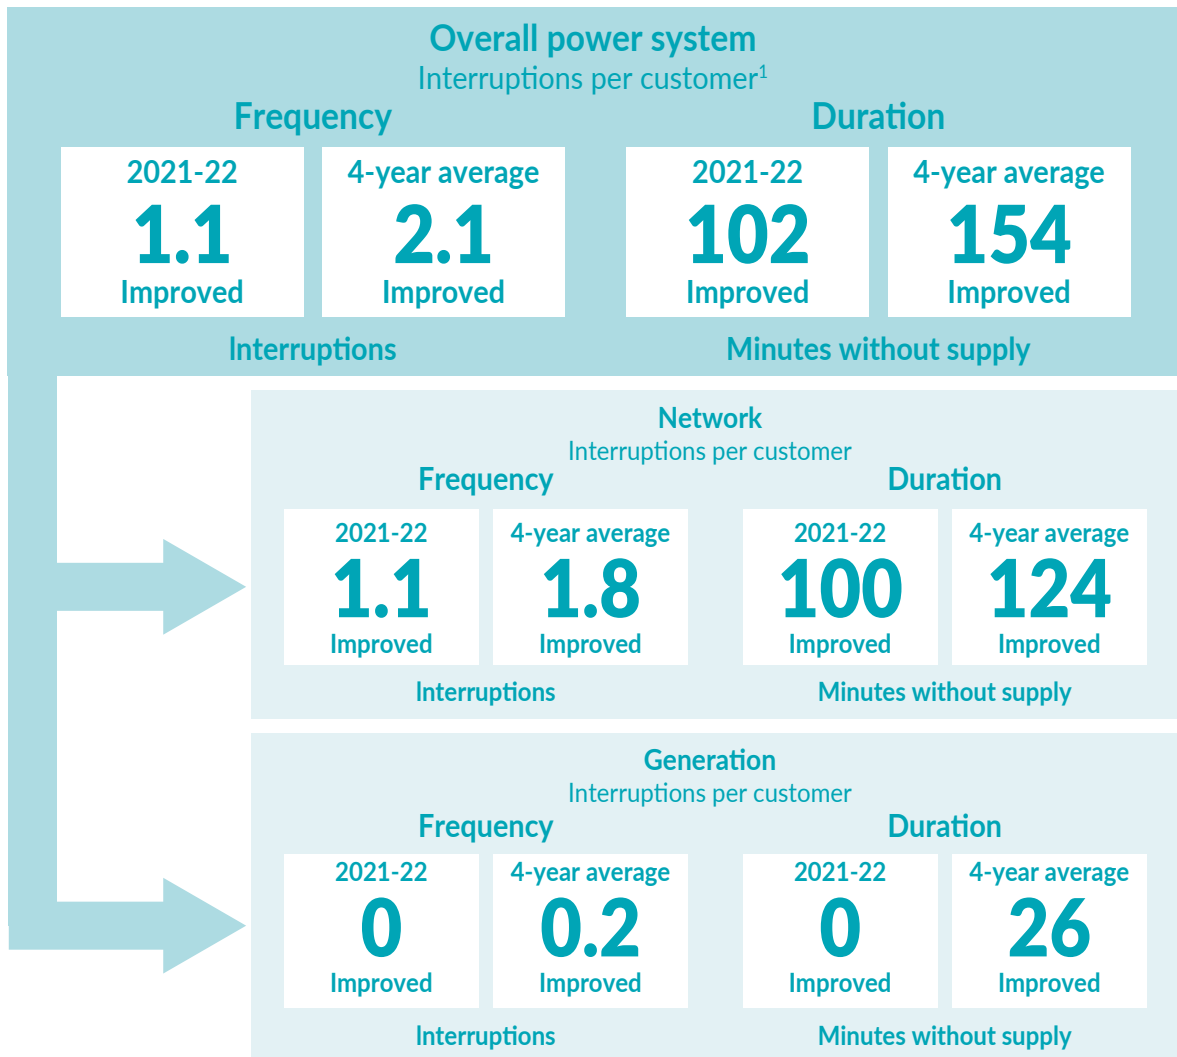 Overall power system
Interruptions per customer1
Frequency
Duration
2021-22
4-year average
2021-22
4-year average
1.1
2.1
102
154
Improved
Improved
Improved
Improved
Interruptions
Minutes without supply
Network
Interruptions per customer
Frequency
Duration
2021-22
4-year average
2021-22
4-year average
1.1
1.8
100
124
Improved
Improved
Improved
Improved
Interruptions
Minutes without supply
Generation
Interruptions per customer
Frequency
Duration
2021-22
4-year average
2021-22
4-year average
0
0.2
0
26
Improved
Improved
Improved
Improved
Interruptions
Minutes without supply